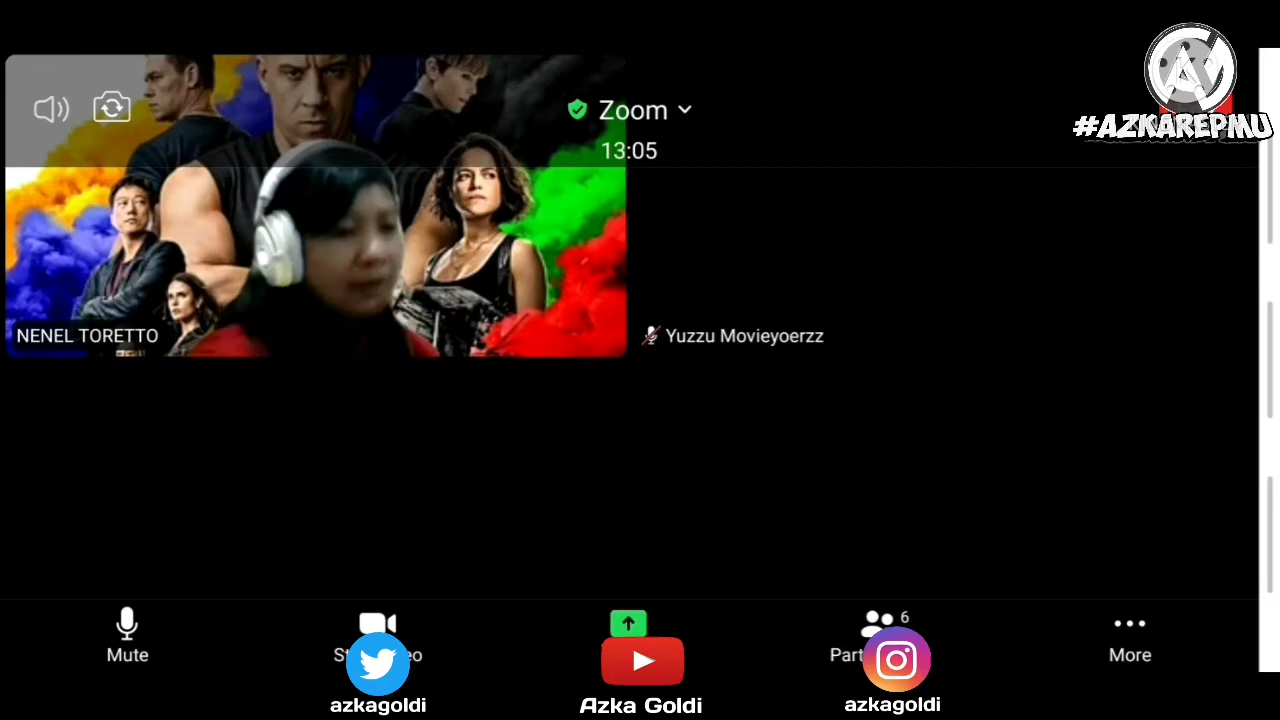 Zoom
13:05
#AZKAREPMU
NENEL TORETTO
Yuzzu Movieyoerzz
6
Mute
More
azkagoldi
Azka Goldi
azkagoldi